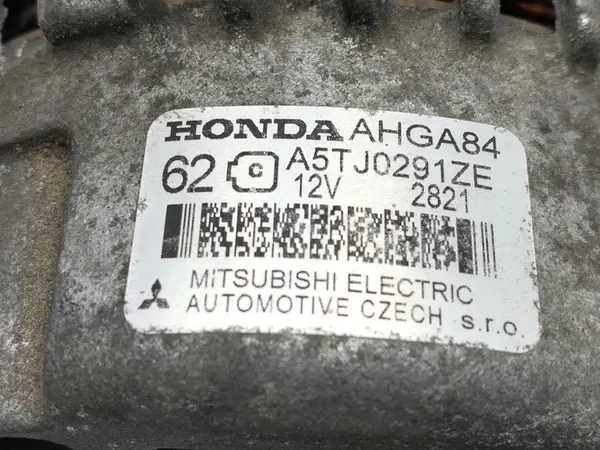 HONDA AHGA84
62 C A5TJ0291ZE
12V 2821
MITSUBISHI ELECTRIC
AUTOMOTIVE CZECH s.r.o.